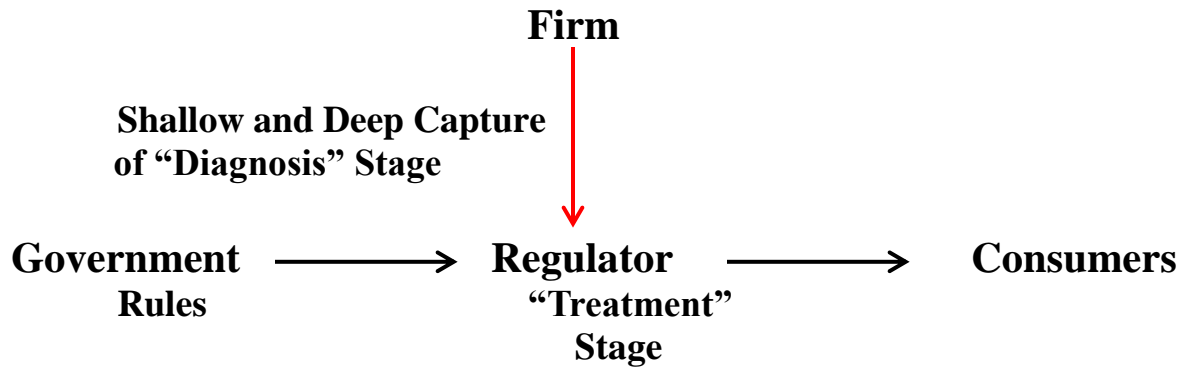 Firm
Shallow and Deep Capture
of “Diagnosis” Stage
Government
Rules
Regulator
“Treatment”
Stage
Consumers